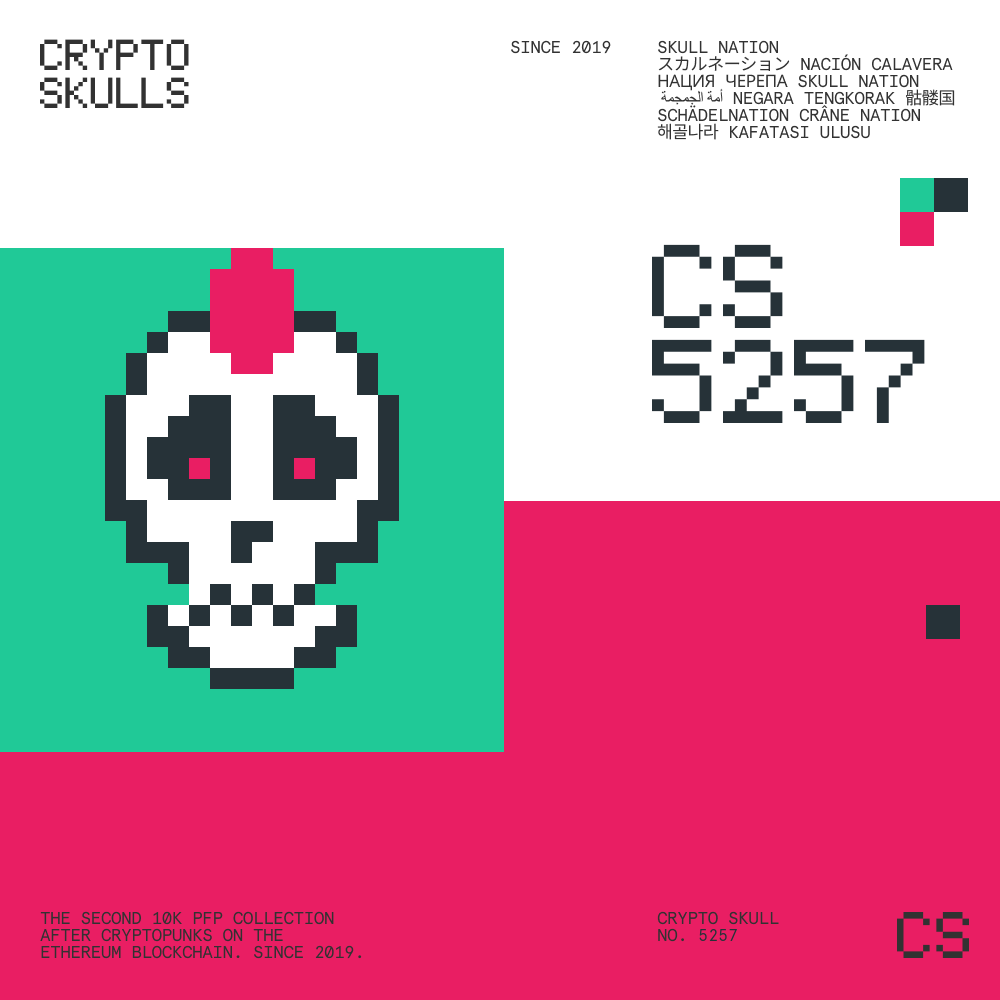 CRYPTO
SKULLS
SINCE 2019
SKULL NATION
スカルネーション NACIÓN CALAVERA
НАЦИЯ ЧЕРЕПА SKULL NATION
أمة الجمجمة NEGARA TENGKORAK 骷髅国
SCHÄDELNATION CRÂNE NATION
해골나라 KAFATASI ULUSU
CS
5257
THE SECOND 10K PFP COLLECTION
AFTER CRYPTOPUNKS ON THE
ETHEREUM BLOCKCHAIN. SINCE 2019.
CRYPTO SKULL
NO. 5257
CS